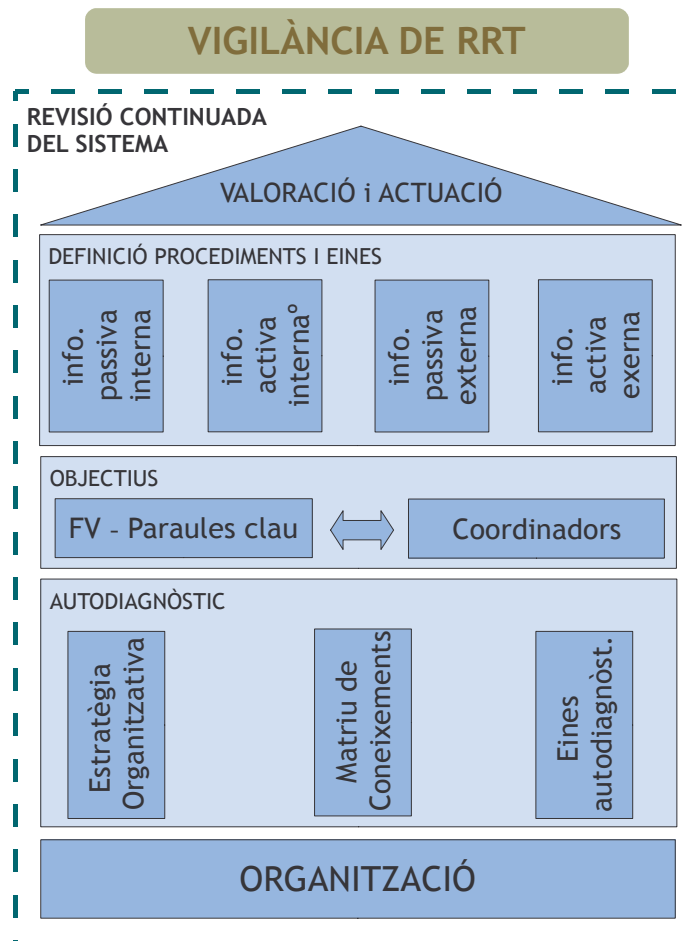 VIGILÀNCIA DE RRT
REVISIÓ CONTINUADA
DEL SISTEMA
VALORACIÓ i ACTUACIÓ
DEFINICIÓ PROCEDIMENTS I EINES
info.
passiva
interna
info.
activa
internaº
info.
passiva
externa
info.
activa
exerna
OBJECTIUS
FV - Paraules clau
Coordinadors
AUTODIAGNÒSTIC
Estratègia
Organitzativa
Matriu de
Coneixements
Eines
autodiagnòst.
ORGANITZACIÓ